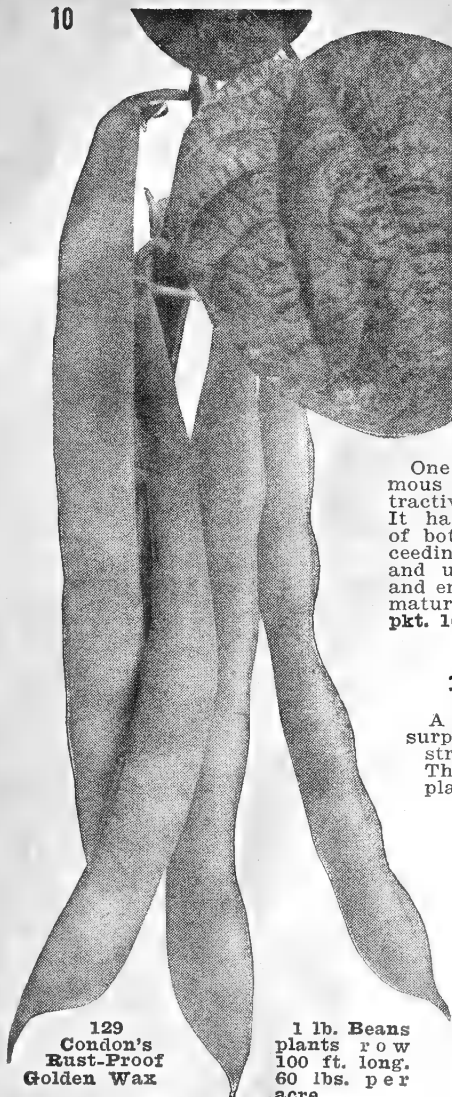 10
One
mous
tractiv
It ha
of bot
ceedin
and u
and en
matur
pkt. 1
A
surp
str
Th
pla
129
Condon's
Rust-Proof
Golden Wax
1 lb. Beans
plants row
100 ft. long.
60 lbs. per
acre